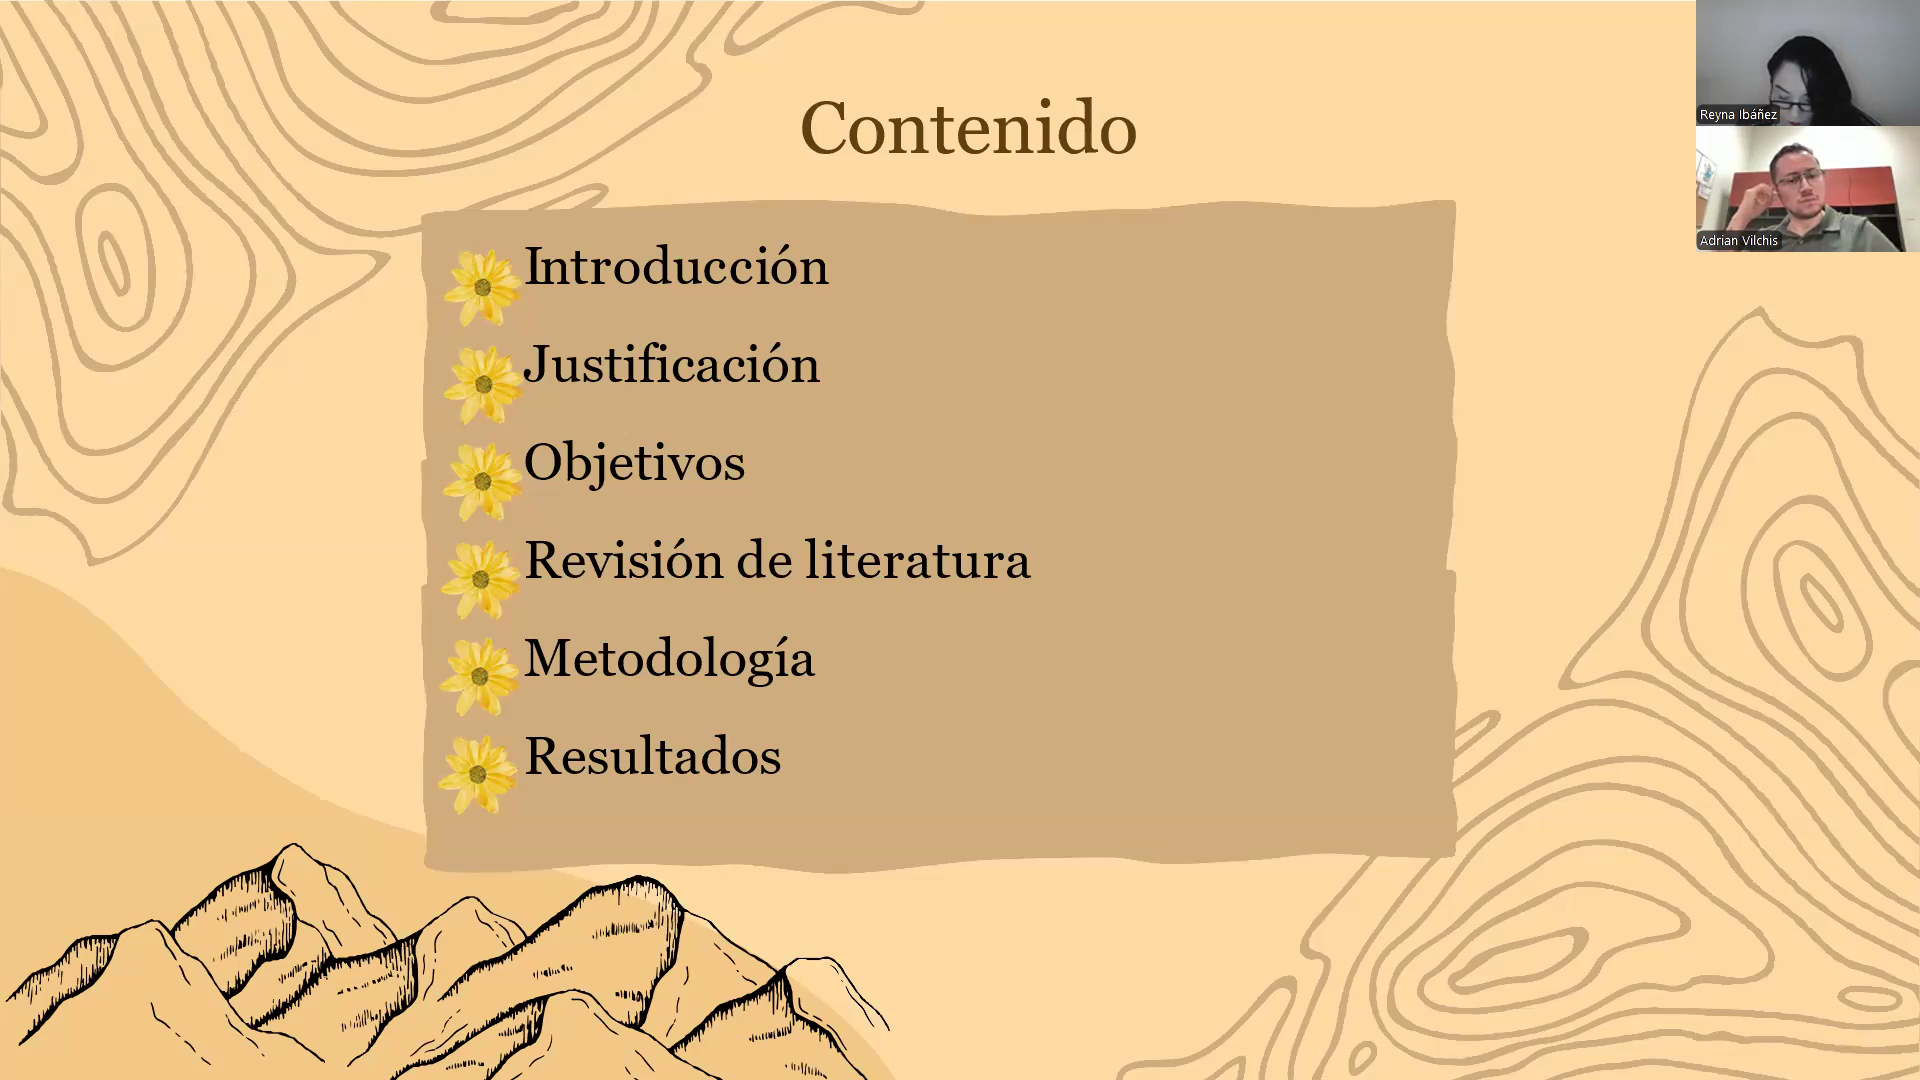 Contenido
Introducción
Justificación
Objetivos
Revisión de literatura
Metodología
Resultados
Reyna Ibáñez
Adrian Vilchis